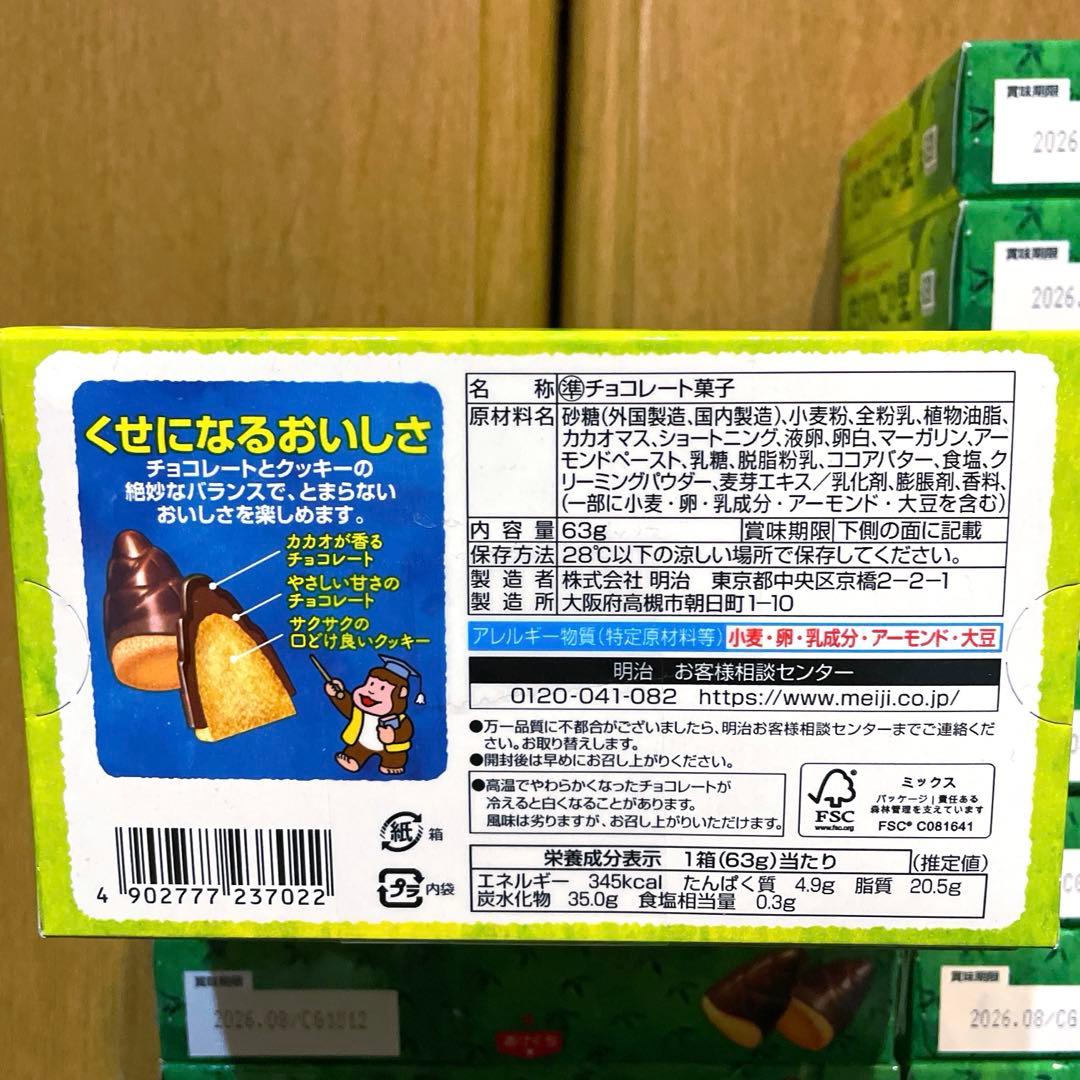 賞味期限
2026
賞味期限
2026.
くせになるおいしさ
チョコレートとクッキーの
絶妙なバランスで、とまらない
おいしさを楽しめます。
カカオが香る
チョコレート
やさしい甘さの
チョコレート
サクサクの
口どけ良いクッキー
名称 準チョコレート菓子
原材料名 砂糖(外国製造、国内製造)、小麦粉、全粉乳、植物油脂、
カカオマス、ショートニング、液卵、卵白、マーガリン、アー
モンドペースト、乳糖、脱脂粉乳、ココアバター、食塩、ク
リーミングパウダー、麦芽エキス／乳化剤、膨脹剤、香料、
(一部に小麦・卵・乳成分・アーモンド・大豆を含む)
内容量 63g 賞味期限 下側の面に記載
保存方法 28℃以下の涼しい場所で保存してください。
製造者 株式会社 明治 東京都中央区京橋2-2-1
製造所 大阪府高槻市朝日町1-10
アレルギー物質(特定原材料等) 小麦・卵・乳成分・アーモンド・大豆
明治 お客様相談センター
0120-041-082 https://www.meiji.co.jp/
●万一品質に不都合がございましたら、明治お客様相談センターまでご連絡くだ
さい。お取り替えします。
●開封後は早めにお召し上がりください。
●高温でやわらかくなったチョコレートが
冷えると白くなることがあります。
風味は劣りますが、お召し上がりいただけます。
FSC
www.fsc.org
ミックス
パッケージ|責任ある
森林管理を支えています
FSC® C081641
紙 箱
プラ 内袋
4 902777 237022
栄養成分表示 1箱(63g)当たり (推定値)
エネルギー 345kcal たんぱく質 4.9g 脂質 20.5g
炭水化物 35.0g 食塩相当量 0.3g
賞味期限
2026.08/CG1512
あけくち
賞味期限
2026.08/CG